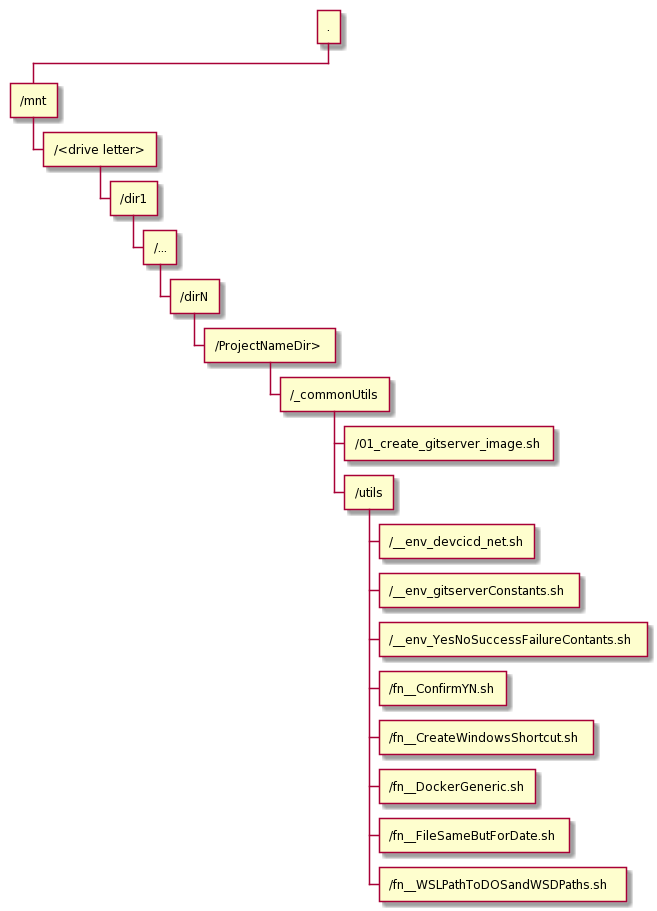 .
/mnt
/<drive letter>
/dir1
/...
/dirN
/ProjectNameDir>
/_commonUtils
/01_create_gitserver_image.sh
/utils
/__env_devcicd_net.sh
/__env_gitserverConstants.sh
/__env_YesNoSuccessFailureContants.sh
/fn__ConfirmYN.sh
/fn__CreateWindowsShortcut.sh
/fn__DockerGeneric.sh
/fn__FileSameButForDate.sh
/fn__WSLPathToDOSandWSDPaths.sh